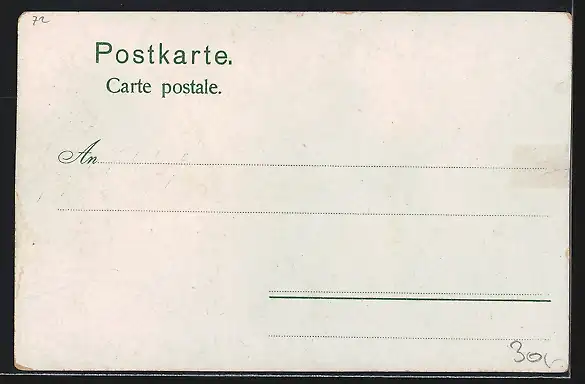 72
Postkarte.
Carte postale.
An
30,-